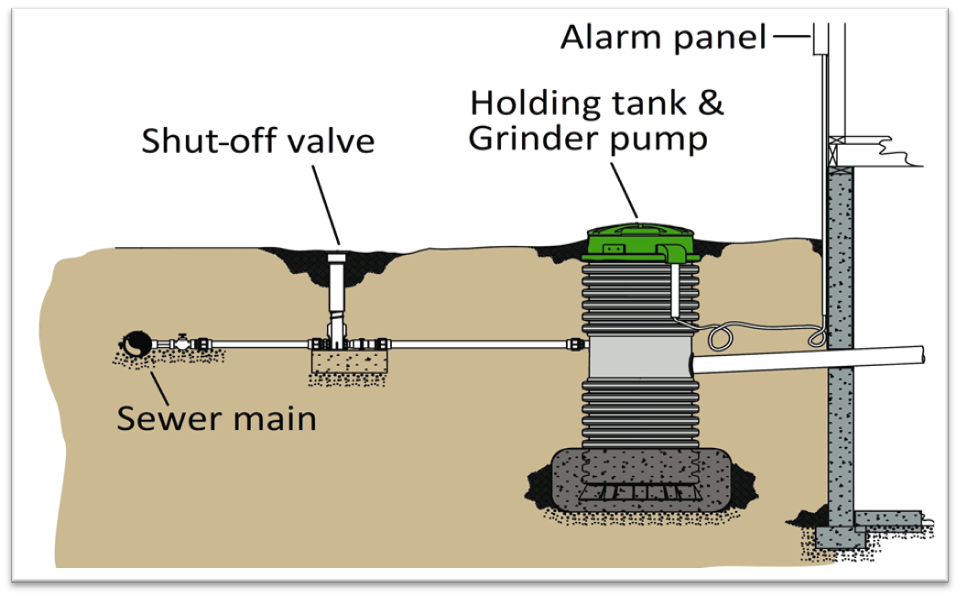 Alarm panel
Holding tank &
Grinder pump
Shut-off valve
Sewer main